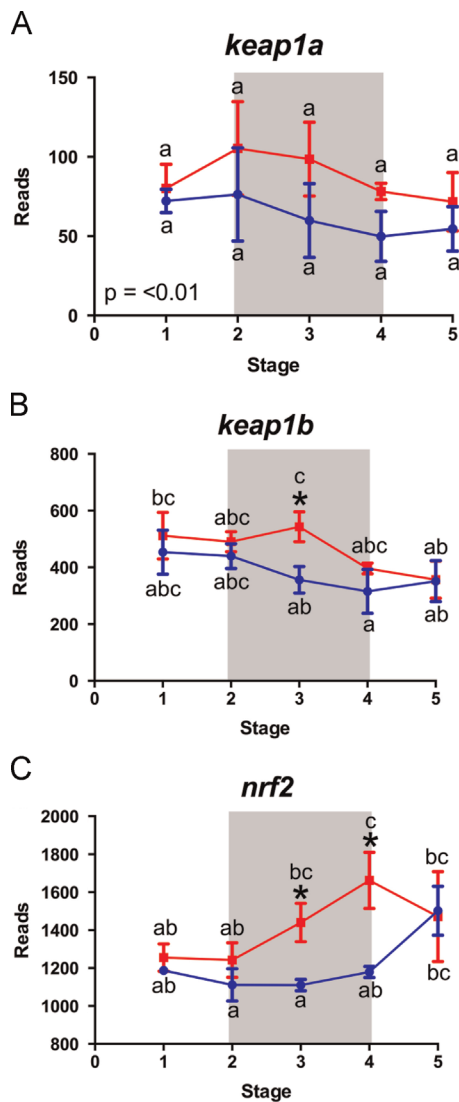 A
keap1a
150
a
a
a
a
a
100
Reads
50
a
a
a
a
a
p = <0.01
0
0 1 2 3 4 5
Stage
B
keap1b
800
c
bc abc * abc ab
600
400
Reads
abc abc ab a ab
200
0
0 1 2 3 4 5
Stage
C
nrf2
2000
c
1800
*
bc bc
1600
*
ab ab
1400
Reads
1200
ab a a ab bc
1000
800
0 1 2 3 4 5
Stage